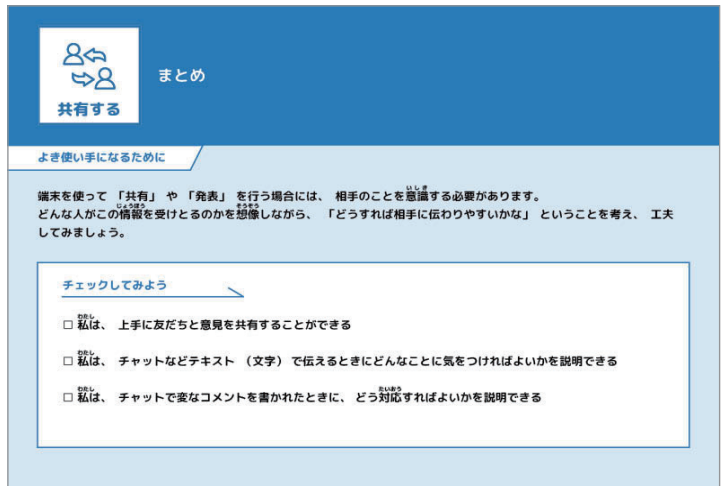 共有する
まとめ
よき使い手になるために
端末を使って「共有」や「発表」を行う場合には、相手のことを意識する必要があります。
どんな人がこの情報を受けとるのかを想像しながら、「どうすれば相手に伝わりやすいかな」ということを考え、工夫
してみましょう。
チェックしてみよう
□ 私は、上手に友だちと意見を共有することができる
□ 私は、チャットなどテキスト（文字）で伝えるときにどんなことに気をつければよいかを説明できる
□ 私は、チャットで変なコメントを書かれたときに、どう対応すればよいかを説明できる